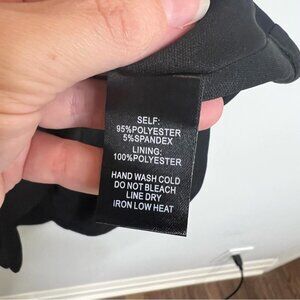 SELF:
95%POLYESTER
5%SPANDEX
LINING:
100%POLYESTER
HAND WASH COLD
DO NOT BLEACH
LINE DRY
IRON LOW HEAT